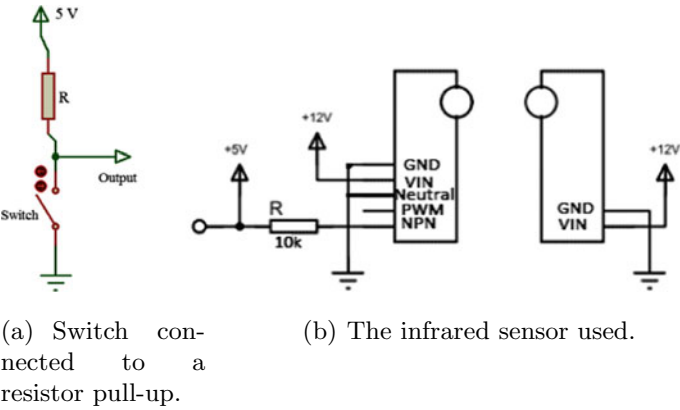 5 V
R
Output
Switch
+5V
+12V
R
10k
GND
VIN
Neutral
PWM
NPN
GND
VIN
+12V
(a) Switch con-
nected to a
resistor pull-up.
(b) The infrared sensor used.